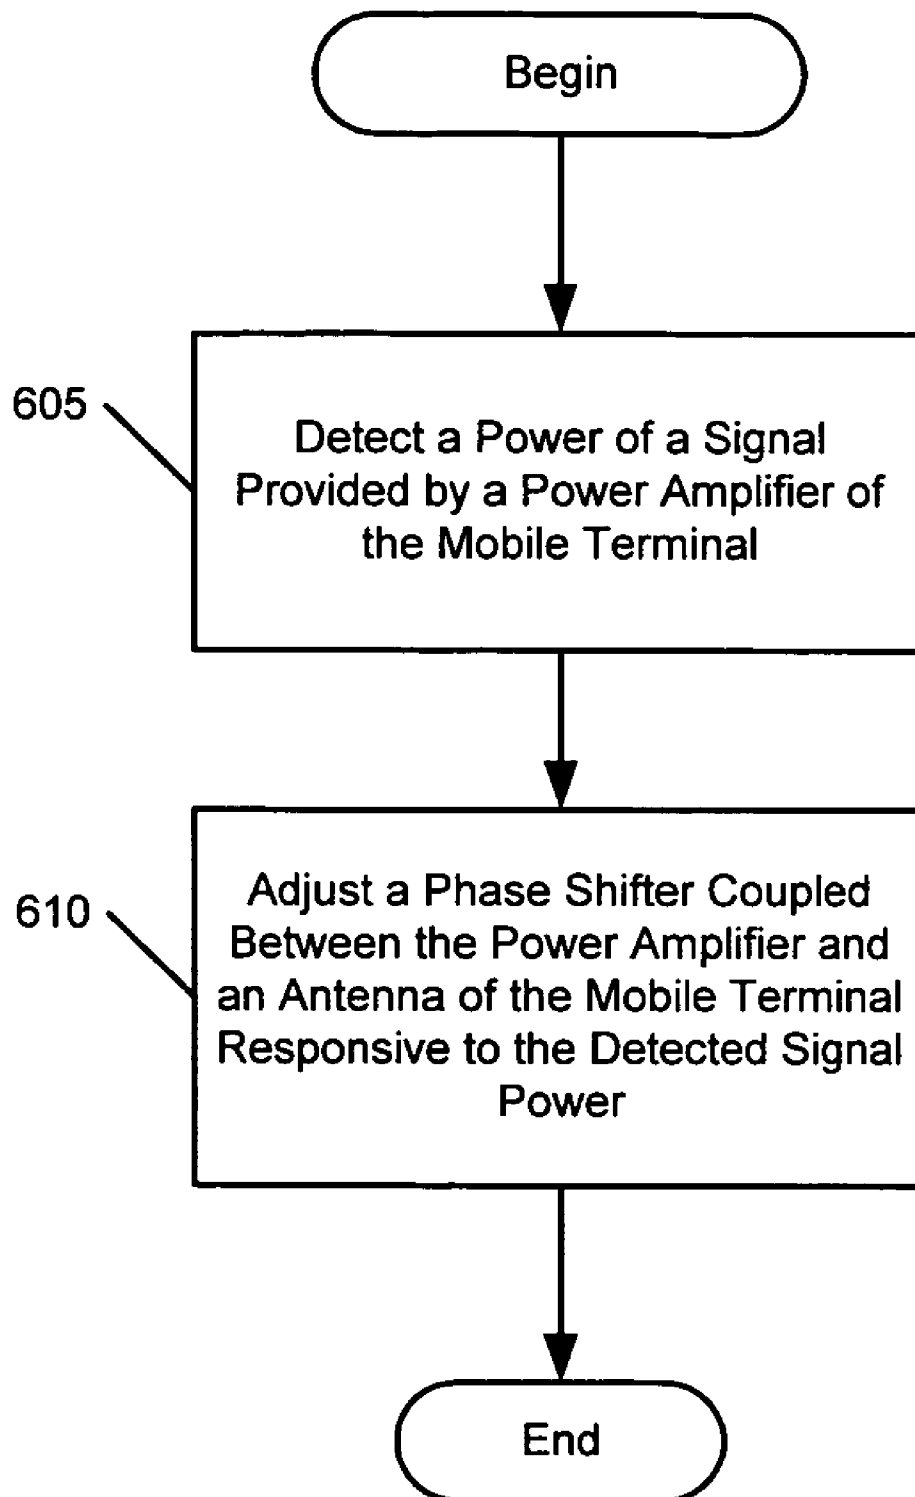 Begin
605
Detect a Power of a Signal
Provided by a Power Amplifier of
the Mobile Terminal
610
Adjust a Phase Shifter Coupled
Between the Power Amplifier and
an Antenna of the Mobile Terminal
Responsive to the Detected Signal
Power
End